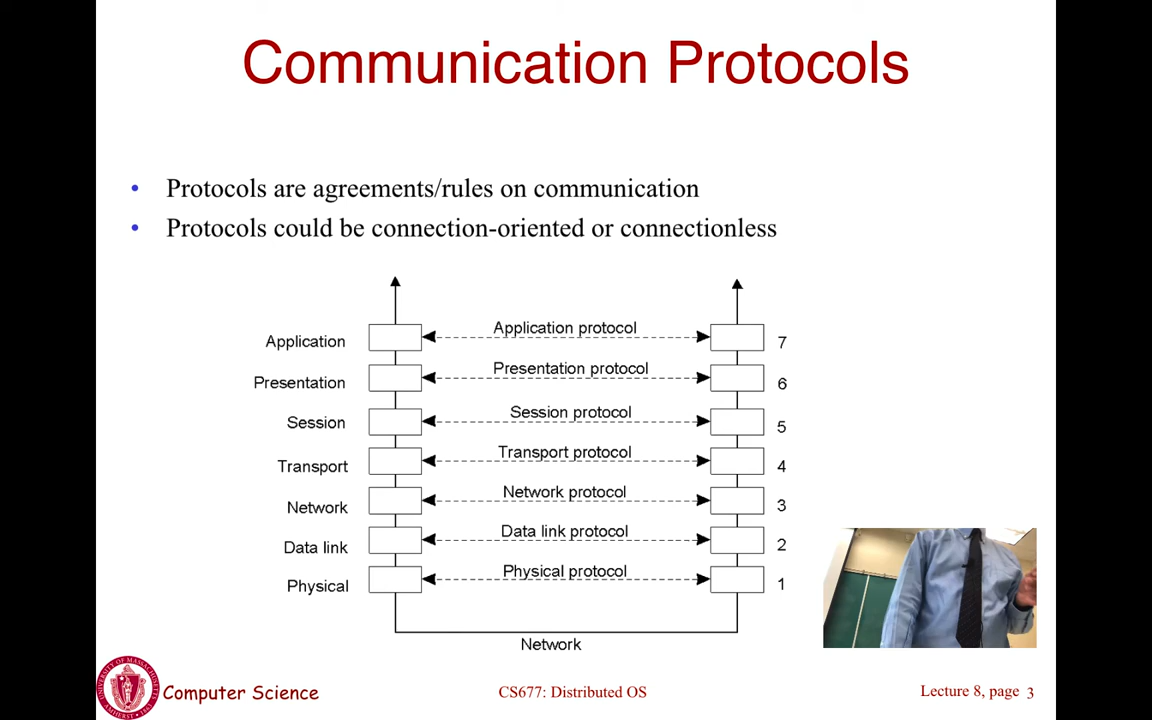 Communication Protocols
• Protocols are agreements/rules on communication
• Protocols could be connection-oriented or connectionless
Application Application protocol 7
Presentation Presentation protocol 6
Session Session protocol 5
Transport Transport protocol 4
Network Network protocol 3
Data link Data link protocol 2
Physical Physical protocol 1
Network
Computer Science CS677: Distributed OS Lecture 8, page 3